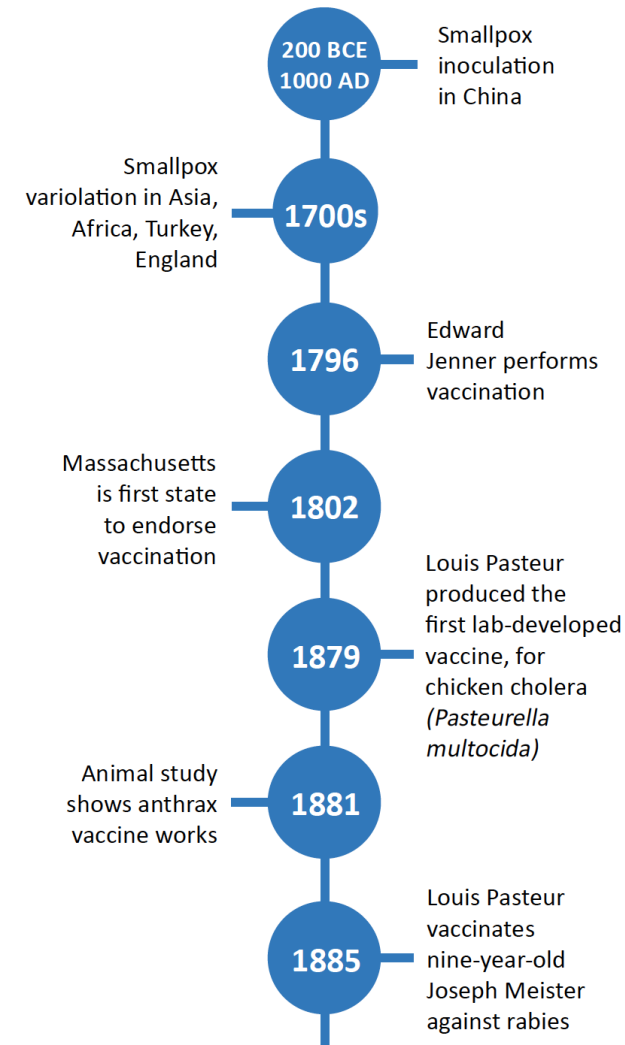 200 BCE
1000 AD
Smallpox
inoculation
in China
Smallpox
variolation in Asia,
Africa, Turkey,
England
1700s
1796
Edward
Jenner performs
vaccination
Massachusetts
is first state
to endorse
vaccination
1802
1879
Louis Pasteur
produced the
first lab-developed
vaccine, for
chicken cholera
(Pasteurella
multocida)
Animal study
shows anthrax
vaccine works
1881
1885
Louis Pasteur
vaccinates
nine-year-old
Joseph Meister
against rabies